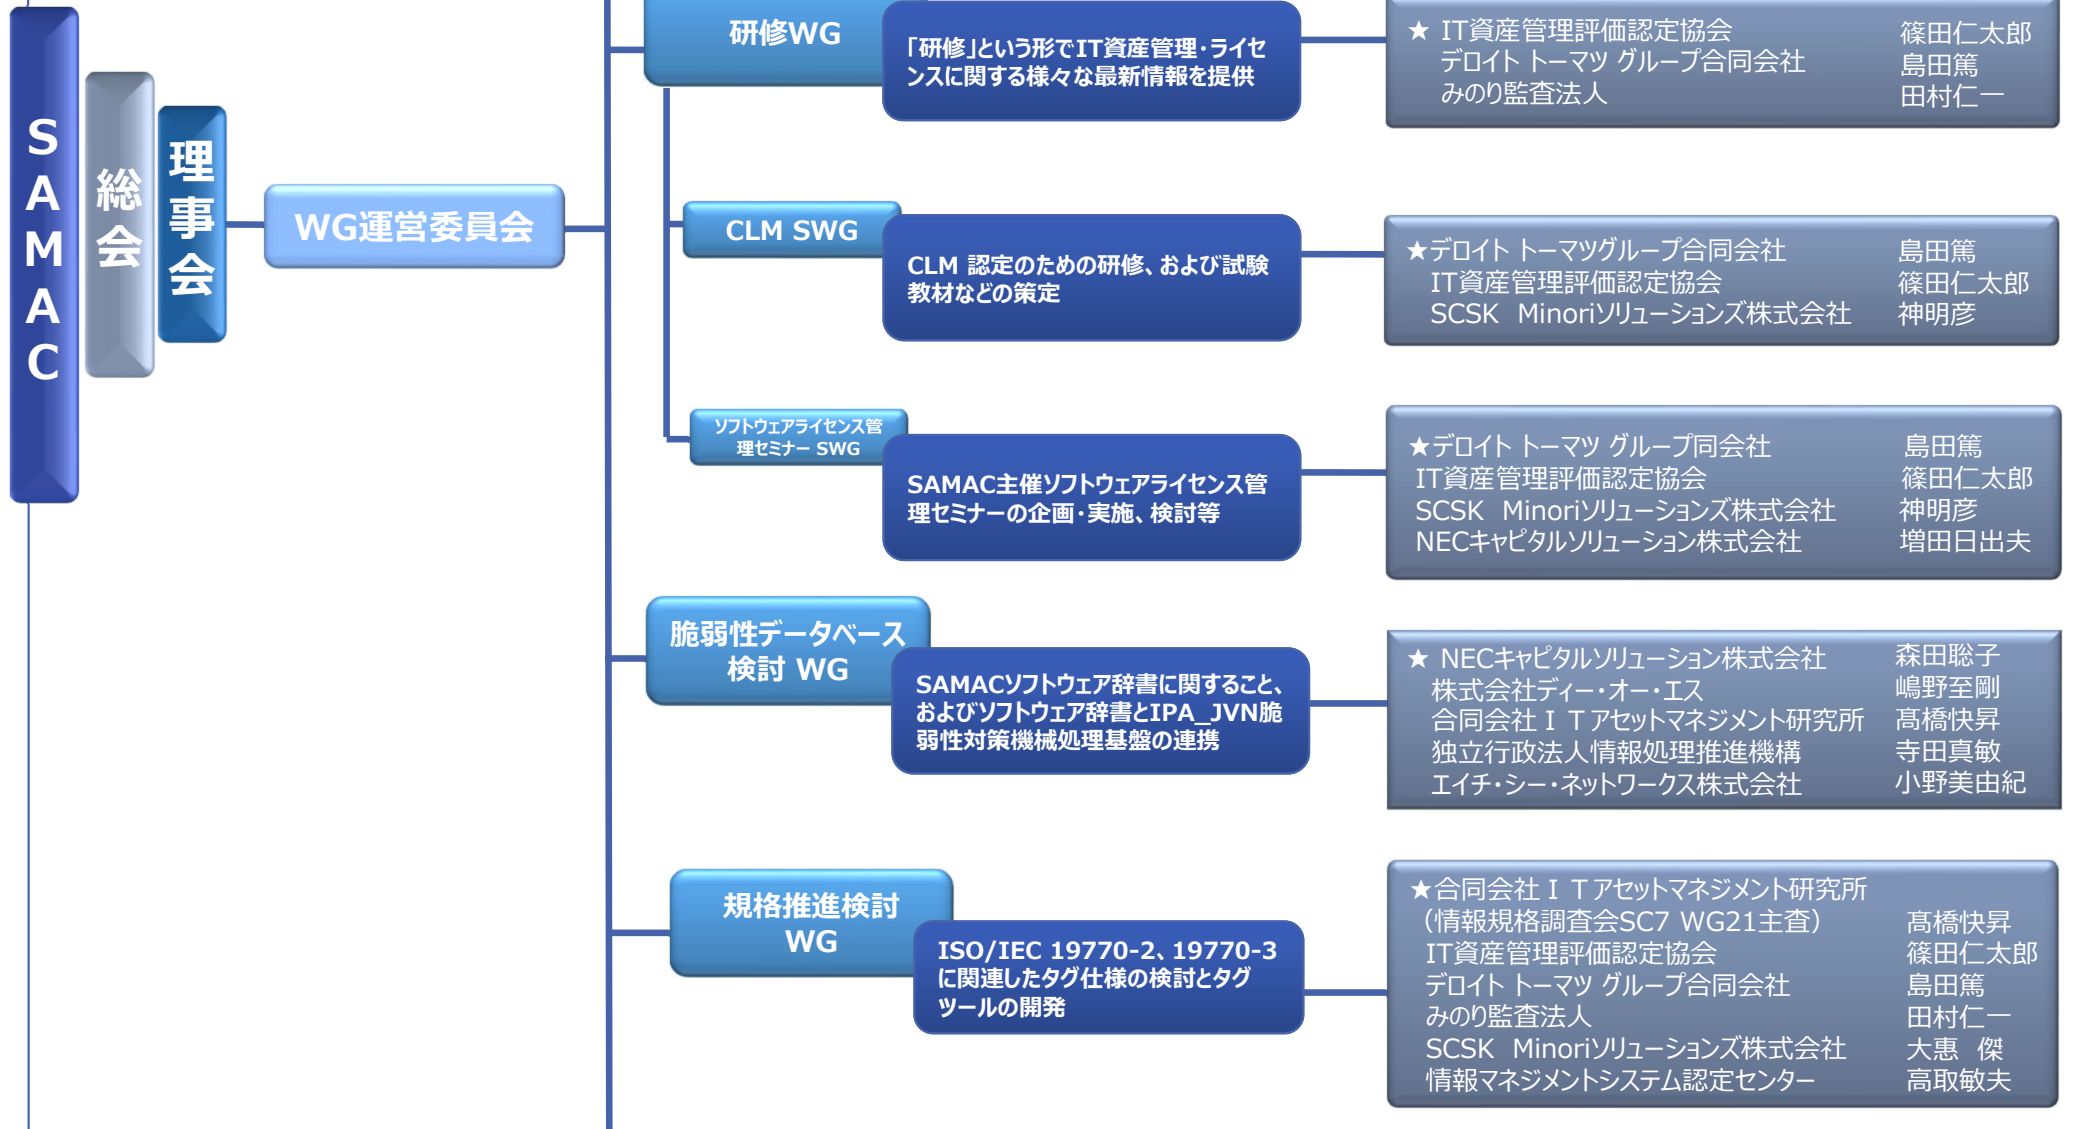 SAMAC
総会
理事会
WG運営委員会
研修WG
「研修」という形でIT資産管理・ライセ
ンスに関する様々な最新情報を提供
★ IT資産管理評価認定協会 篠田仁太郎
デロイト トーマツ グループ合同会社 島田篤
みのり監査法人 田村仁一
CLM SWG
CLM 認定のための研修、および試験
教材などの策定
★デロイト トーマツグループ合同会社 島田篤
IT資産管理評価認定協会 篠田仁太郎
SCSK Minoriソリューションズ株式会社 神明彦
ソフトウェアライセンス管
理セミナー SWG
SAMAC主催ソフトウェアライセンス管
理セミナーの企画・実施、検討等
★デロイト トーマツ グループ同会社 島田篤
IT資産管理評価認定協会 篠田仁太郎
SCSK Minoriソリューションズ株式会社 神明彦
NECキャピタルソリューション株式会社 増田日出夫
脆弱性データベース
検討 WG
SAMACソフトウェア辞書に関すること、
およびソフトウェア辞書とIPA_JVN脆
弱性対策機械処理基盤の連携
★ NECキャピタルソリューション株式会社 森田聡子
株式会社ディー・オー・エス 嶋野至剛
合同会社ＩＴアセットマネジメント研究所 髙橋快昇
独立行政法人情報処理推進機構 寺田真敏
エイチ・シー・ネットワークス株式会社 小野美由紀
規格推進検討
WG
ISO/IEC 19770-2、19770-3
に関連したタグ仕様の検討とタグ
ツールの開発
★合同会社ＩＴアセットマネジメント研究所
（情報規格調査会SC7 WG21主査） 髙橋快昇
IT資産管理評価認定協会 篠田仁太郎
デロイト トーマツ グループ合同会社 島田篤
みのり監査法人 田村仁一
SCSK Minoriソリューションズ株式会社 大惠 傑
情報マネジメントシステム認定センター 高取敏夫